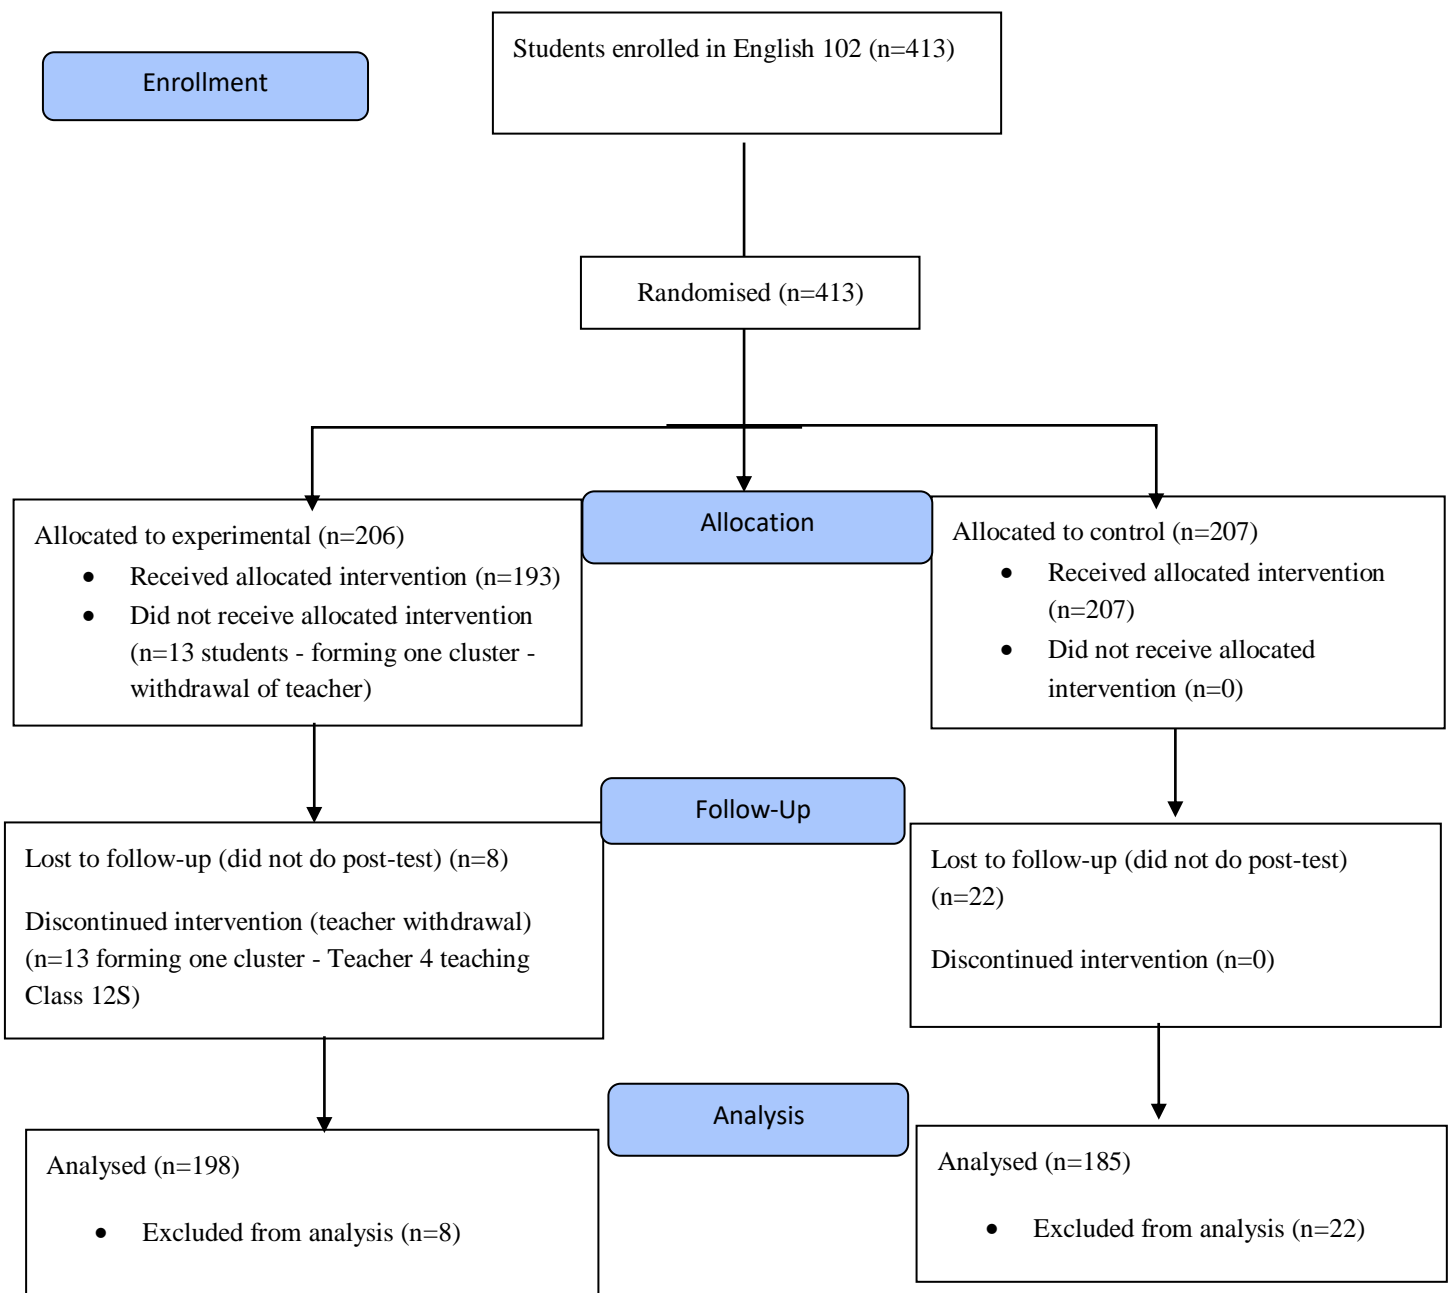 Students enrolled in English 102 (n=413)
Enrollment
Randomised (n=413)
Allocation
Allocated to experimental (n=206)
• Received allocated intervention (n=193)
• Did not receive allocated intervention
(n=13 students - forming one cluster -
withdrawal of teacher)
Allocated to control (n=207)
• Received allocated intervention
(n=207)
• Did not receive allocated
intervention (n=0)
Follow-Up
Lost to follow-up (did not do post-test) (n=8)
Discontinued intervention (teacher withdrawal)
(n=13 forming one cluster - Teacher 4 teaching
Class 12S)
Lost to follow-up (did not do post-test)
(n=22)
Discontinued intervention (n=0)
Analysis
Analysed (n=198)
• Excluded from analysis (n=8)
Analysed (n=185)
• Excluded from analysis (n=22)